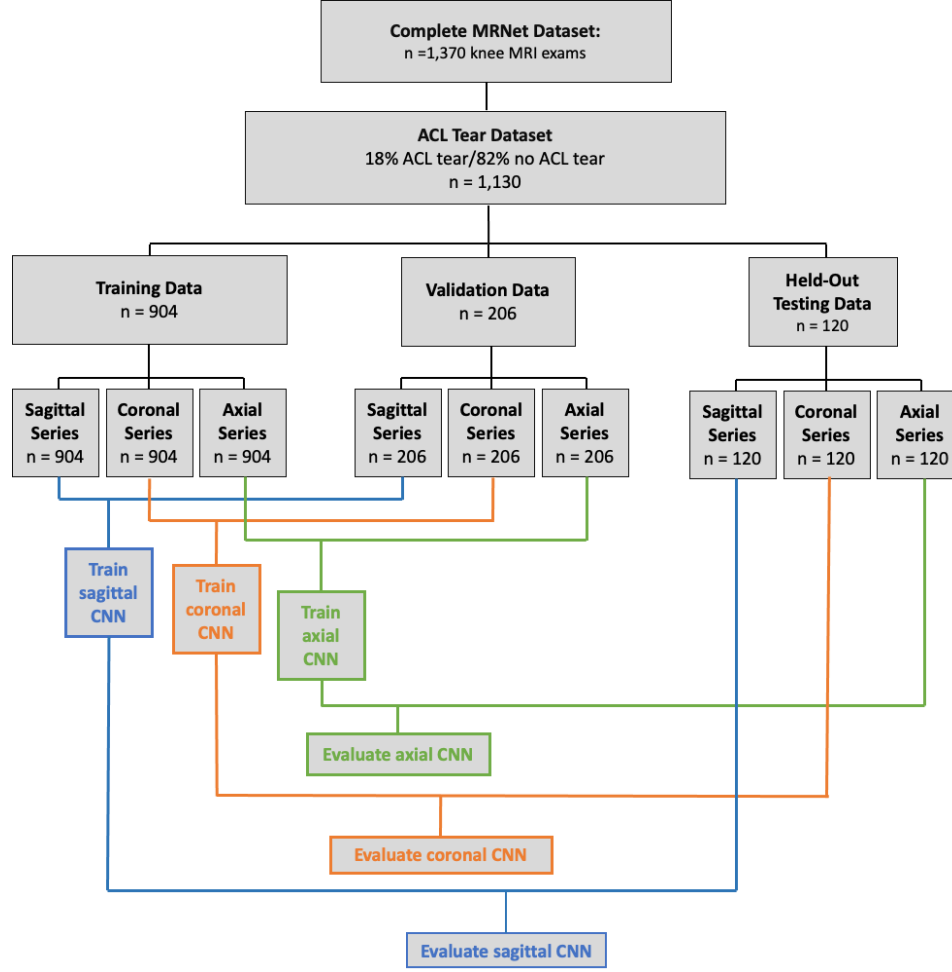 Complete MRNet Dataset:
n =1,370 knee MRI exams
ACL Tear Dataset
18% ACL tear/82% no ACL tear
n = 1,130
Training Data
n = 904
Validation Data
n = 206
Held-Out
Testing Data
n = 120
Sagittal
Series
n = 904
Coronal
Series
n = 904
Axial
Series
n = 904
Sagittal
Series
n = 206
Coronal
Series
n = 206
Axial
Series
n = 206
Sagittal
Series
n = 120
Coronal
Series
n = 120
Axial
Series
n = 120
Train
sagittal
CNN
Train
coronal
CNN
Train
axial
CNN
Evaluate axial CNN
Evaluate coronal CNN
Evaluate sagittal CNN